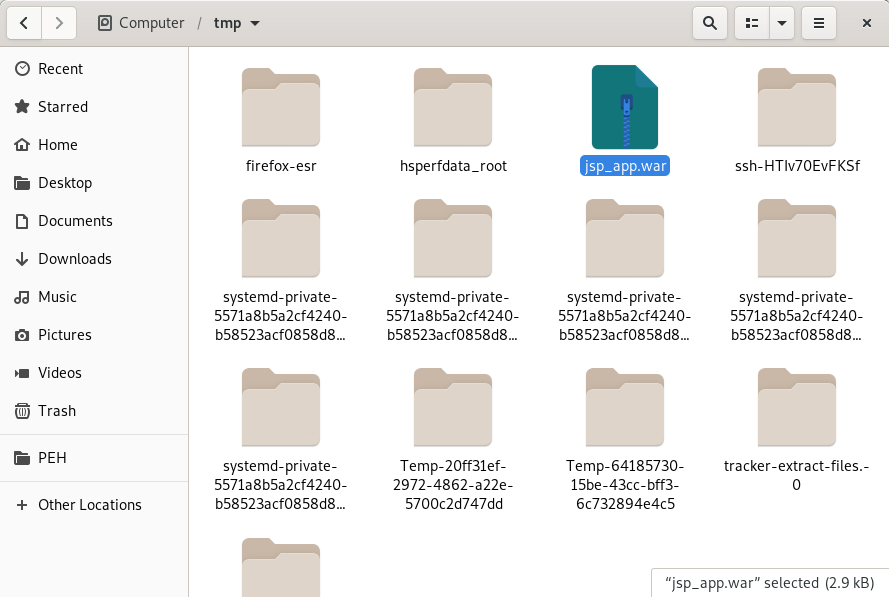 Computer / tmp
Recent
Starred
Home
Desktop
Documents
Downloads
Music
Pictures
Videos
Trash
PEH
Other Locations
firefox-esr
hsperfdata_root
jsp_app.war
ssh-HTIv70EvFKSf
systemd-private-
5571a8b5a2cf4240-
b58523acf0858d8...
systemd-private-
5571a8b5a2cf4240-
b58523acf0858d8...
systemd-private-
5571a8b5a2cf4240-
b58523acf0858d8...
systemd-private-
5571a8b5a2cf4240-
b58523acf0858d8...
systemd-private-
5571a8b5a2cf4240-
b58523acf0858d8...
Temp-20ff31ef-
2972-4862-a22e-
5700c2d747dd
Temp-64185730-
15be-43cc-bff3-
6c732894e4c5
tracker-extract-files.-
0
“jsp_app.war” selected (2.9 kB)